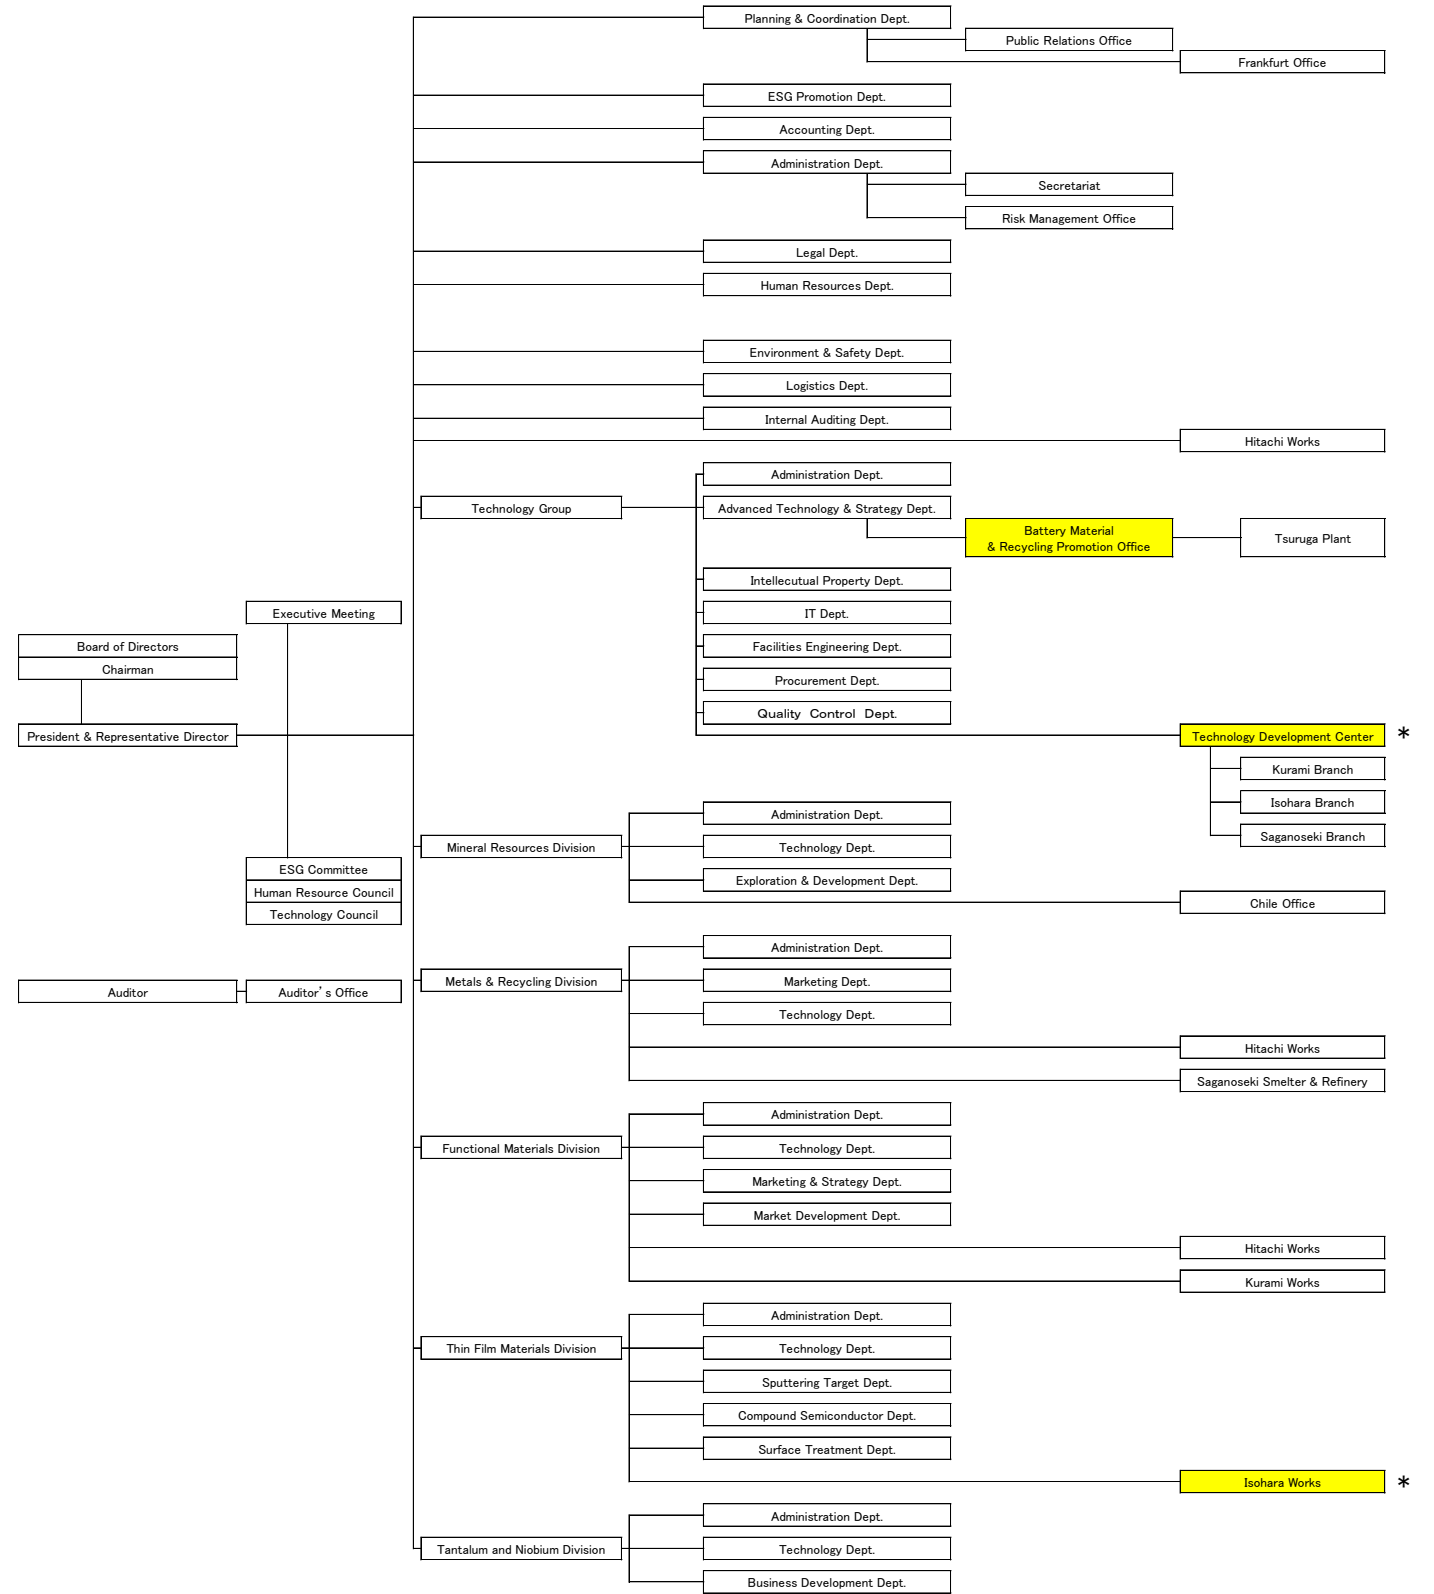 Planning & Coordination Dept.
Public Relations Office
Frankfurt Office
ESG Promotion Dept.
Accounting Dept.
Administration Dept.
Secretariat
Risk Management Office
Legal Dept.
Human Resources Dept.
Environment & Safety Dept.
Logistics Dept.
Internal Auditing Dept.
Hitachi Works
Administration Dept.
Technology Group
Advanced Technology & Strategy Dept.
Battery Material
& Recycling Promotion Office
Tsuruga Plant
Intellecutual Property Dept.
IT Dept.
Executive Meeting
Board of Directors
Chairman
Facilities Engineering Dept.
Procurement Dept.
Quality Control Dept.
President & Representative Director
Technology Development Center *
Kurami Branch
Isohara Branch
Saganoseki Branch
Administration Dept.
Mineral Resources Division
Technology Dept.
Exploration & Development Dept.
Chile Office
ESG Committee
Human Resource Council
Technology Council
Administration Dept.
Metals & Recycling Division
Marketing Dept.
Auditor
Auditor's Office
Technology Dept.
Hitachi Works
Saganoseki Smelter & Refinery
Administration Dept.
Functional Materials Division
Technology Dept.
Marketing & Strategy Dept.
Market Development Dept.
Hitachi Works
Kurami Works
Administration Dept.
Thin Film Materials Division
Technology Dept.
Sputtering Target Dept.
Compound Semiconductor Dept.
Surface Treatment Dept.
Isohara Works *
Administration Dept.
Tantalum and Niobium Division
Technology Dept.
Business Development Dept.